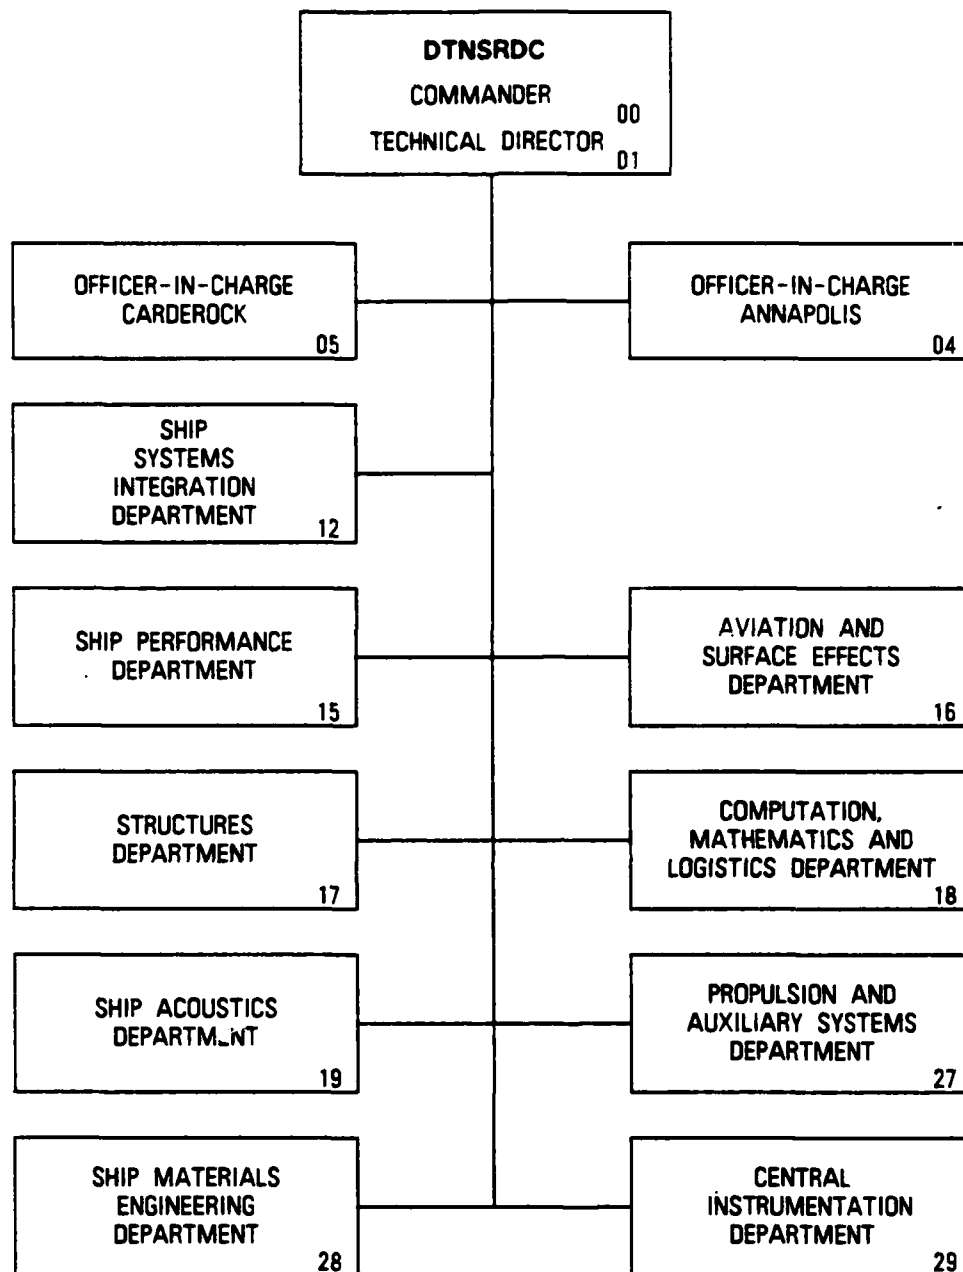 DTNSRDC
COMMANDER
00
TECHNICAL DIRECTOR
01
OFFICER-IN-CHARGE
CARDEROCK
05
OFFICER-IN-CHARGE
ANNAPOLIS
04
SHIP
SYSTEMS
INTEGRATION
DEPARTMENT
12
SHIP PERFORMANCE
DEPARTMENT
15
AVIATION AND
SURFACE EFFECTS
DEPARTMENT
16
STRUCTURES
DEPARTMENT
17
COMPUTATION,
MATHEMATICS AND
LOGISTICS DEPARTMENT
18
SHIP ACOUSTICS
DEPARTMENT
19
PROPULSION AND
AUXILIARY SYSTEMS
DEPARTMENT
27
SHIP MATERIALS
ENGINEERING
DEPARTMENT
28
CENTRAL
INSTRUMENTATION
DEPARTMENT
29